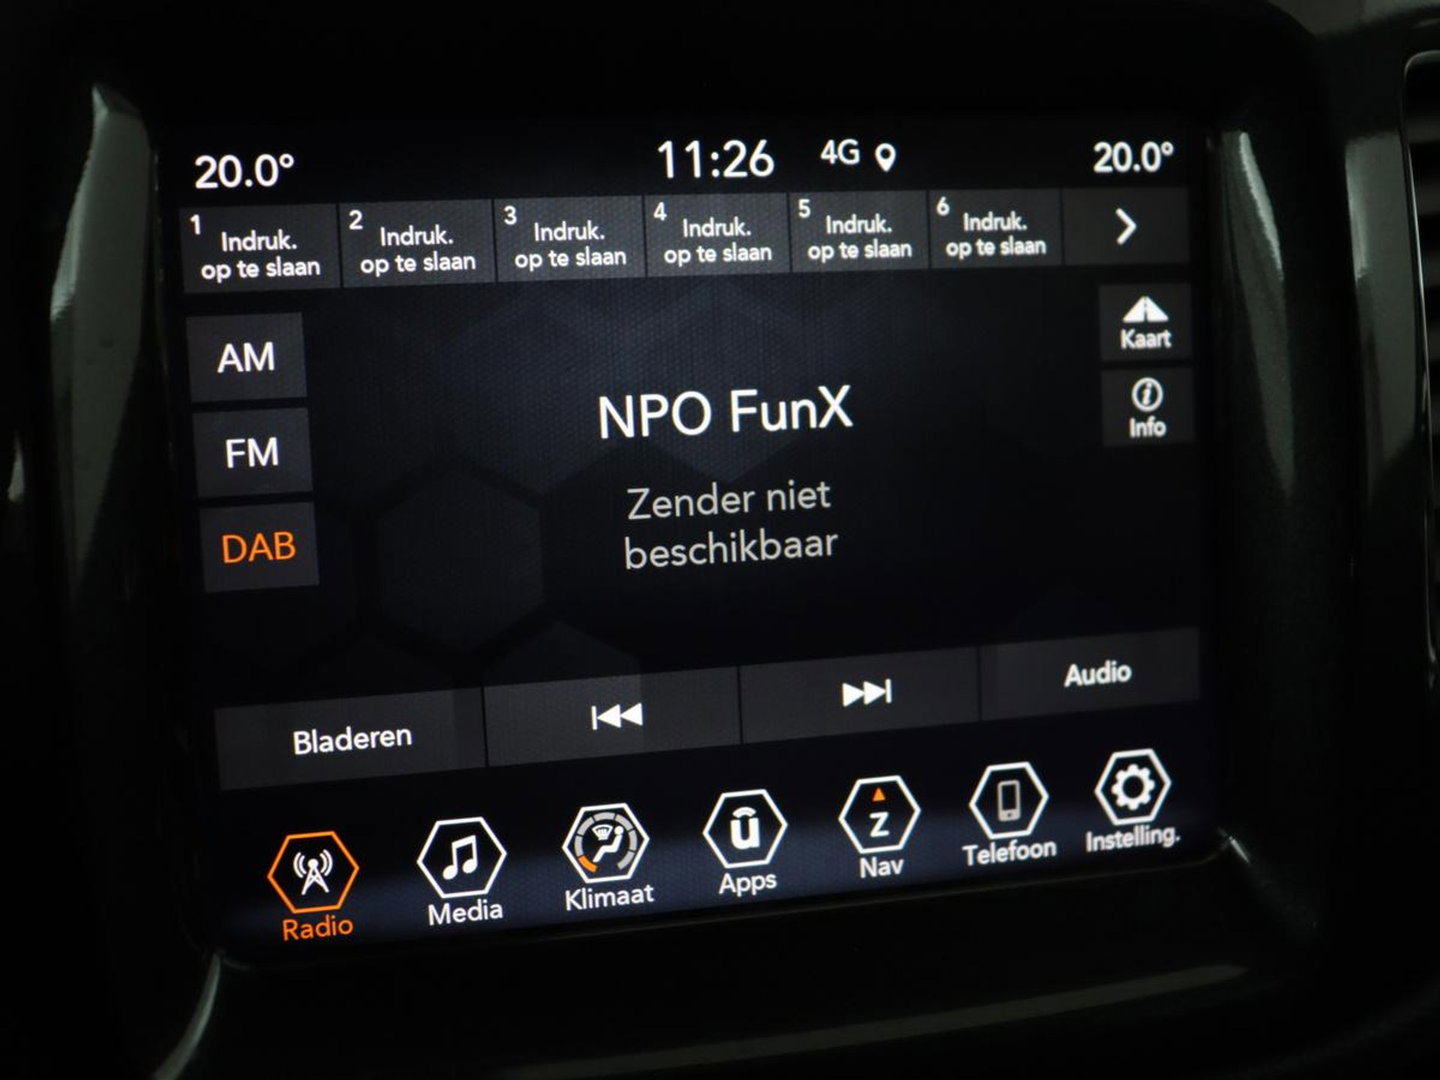 20.0° 11:26 4G 20.0°
1 Indruk. op te slaan
2 Indruk. op te slaan
3 Indruk. op te slaan
4 Indruk. op te slaan
5 Indruk. op te slaan
6 Indruk. op te slaan
AM
FM
DAB
NPO FunX
Zender niet
beschikbaar
Kaart
Info
Bladeren
Audio
Radio
Media
Klimaat
Apps
Z
Nav
Telefoon
Instelling.